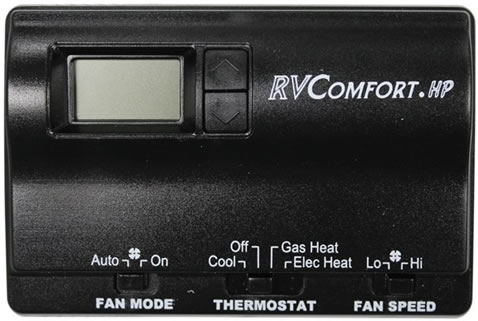 RVCOMFORT.HP
Off Gas Heat
Auto On Cool Elec Heat Lo Hi
FAN MODE THERMOSTAT FAN SPEED